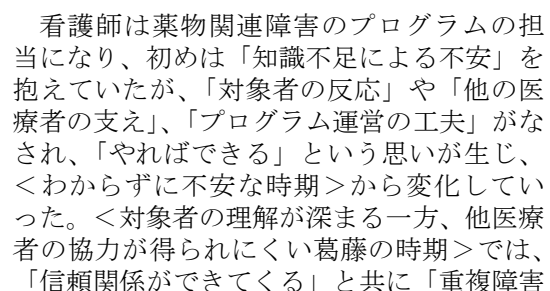 看護師は薬物関連障害のプログラムの担
当になり、初めは「知識不足による不安」を
抱えていたが、「対象者の反応」や「他の医
療者の支え」、「プログラム運営の工夫」がな
され、「やればできる」という思いが生じ、
＜わからずに不安な時期＞から変化してい
った。＜対象者の理解が深まる一方、他医療
者の協力が得られにくい葛藤の時期＞では、
「信頼関係ができてくる」と共に「重複障害